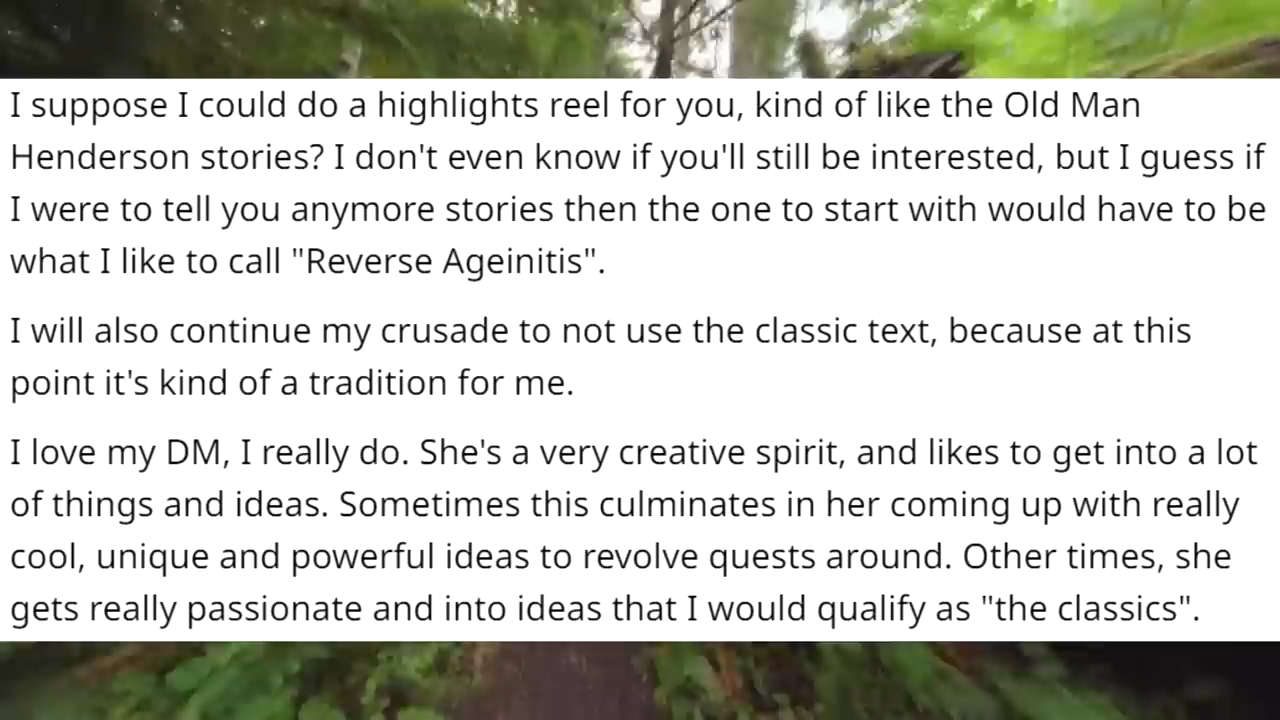 I suppose I could do a highlights reel for you, kind of like the Old Man
Henderson stories? I don't even know if you'll still be interested, but I guess if
I were to tell you anymore stories then the one to start with would have to be
what I like to call "Reverse Ageinitis".
I will also continue my crusade to not use the classic text, because at this
point it's kind of a tradition for me.
I love my DM, I really do. She's a very creative spirit, and likes to get into a lot
of things and ideas. Sometimes this culminates in her coming up with really
cool, unique and powerful ideas to revolve quests around. Other times, she
gets really passionate and into ideas that I would qualify as "the classics".